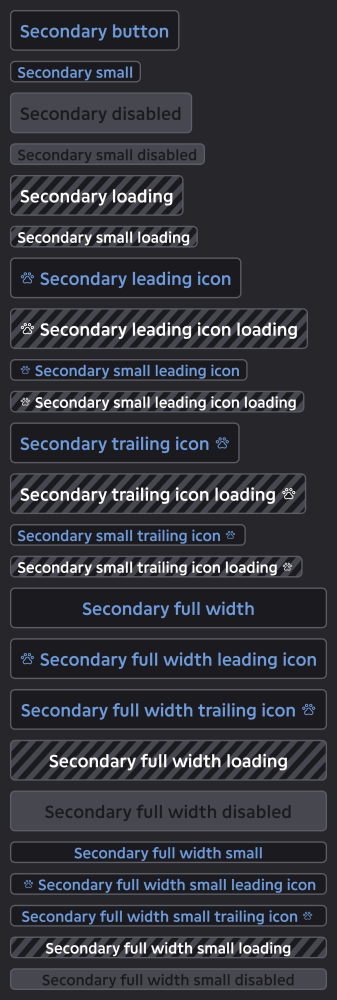 Secondary button
Secondary small
Secondary disabled
Secondary small disabled
Secondary loading
Secondary small loading
Secondary leading icon
Secondary leading icon loading
Secondary small leading icon
Secondary small leading icon loading
Secondary trailing icon
Secondary trailing icon loading
Secondary small trailing icon
Secondary small trailing icon loading
Secondary full width
Secondary full width leading icon
Secondary full width trailing icon
Secondary full width loading
Secondary full width disabled
Secondary full width small
Secondary full width small leading icon
Secondary full width small trailing icon
Secondary full width small loading
Secondary full width small disabled